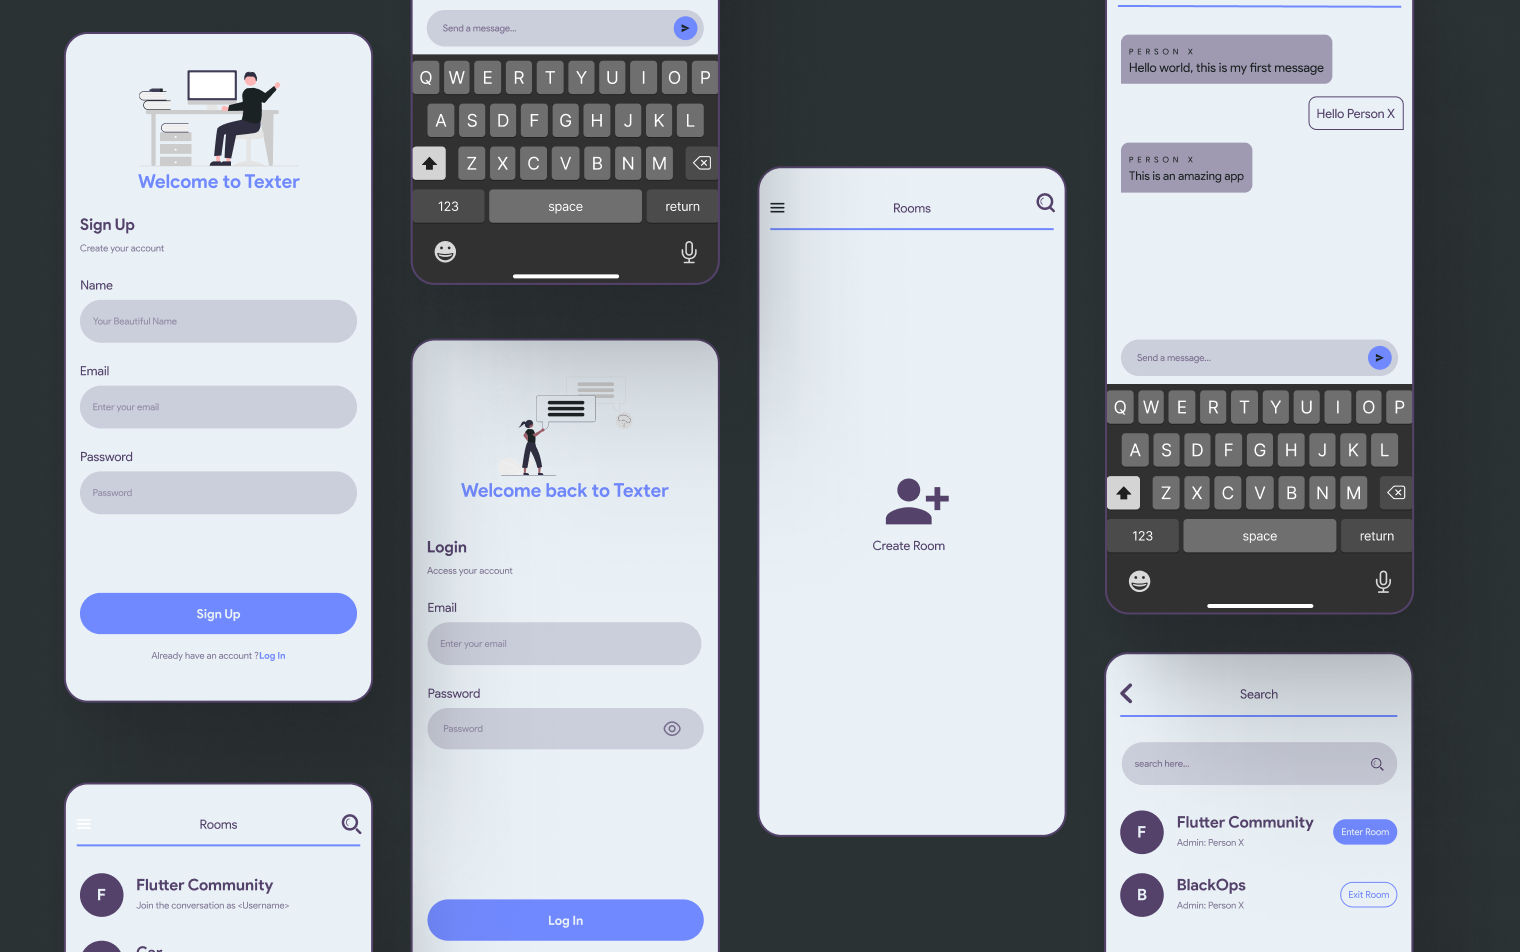 Welcome to Texter
Sign Up
Create your account
Name
Your Beautiful Name
Email
Enter your email
Password
Password
Sign Up
Already have an account ?Log In
Rooms
F
Flutter Community
Join the conversation as <Username>
Send a message...
Q W E R T Y U I O P
A S D F G H J K L
Z X C V B N M
123 space return
Welcome back to Texter
Login
Access your account
Email
Enter your email
Password
Password
Log In
Rooms
Create Room
PERSON X
Hello world, this is my first message
Hello Person X
PERSON X
This is an amazing app
Send a message...
Q W E R T Y U I O P
A S D F G H J K L
Z X C V B N M
123 space return
Search
search here...
F
Flutter Community
Admin: Person X
Enter Room
B
BlackOps
Admin: Person X
Exit Room